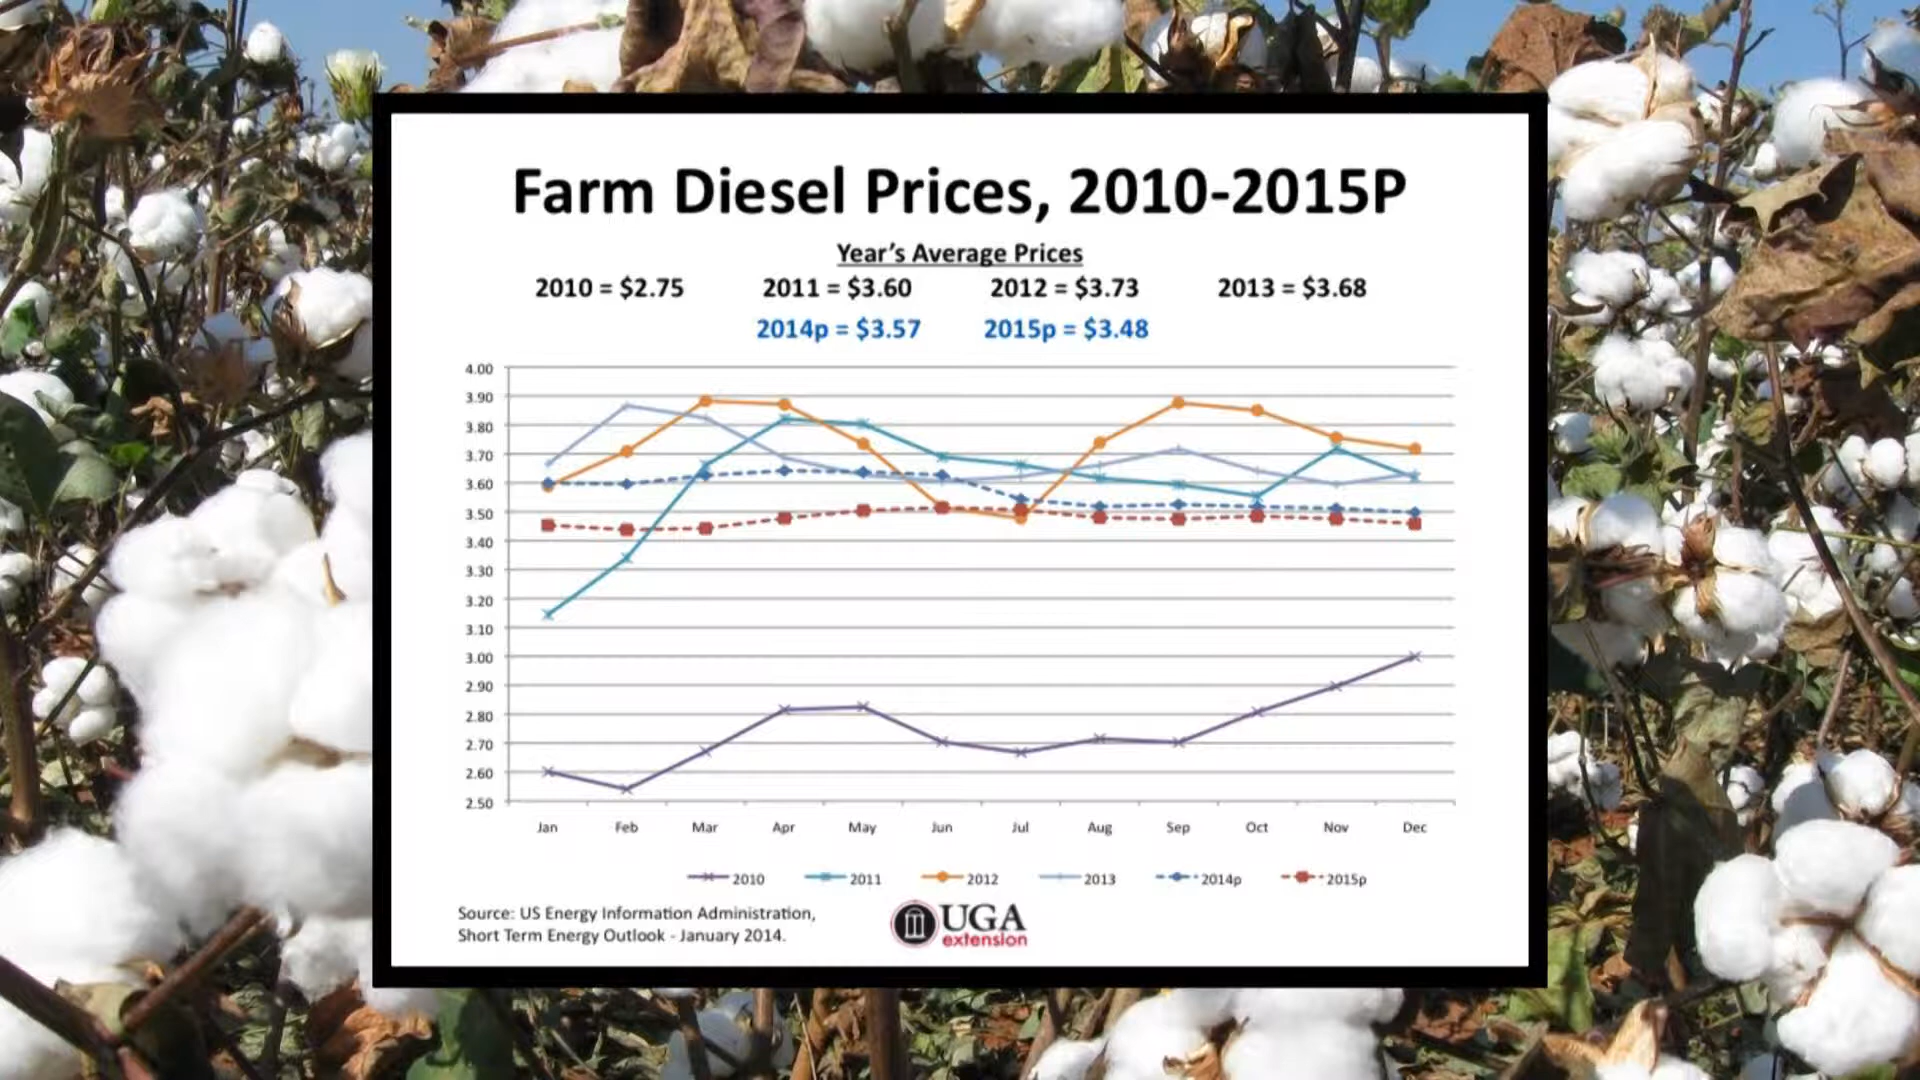 Farm Diesel Prices, 2010-2015P
Year's Average Prices
2010 = $2.75 2011 = $3.60 2012 = $3.73 2013 = $3.68
2014p = $3.57 2015p = $3.48
4.00
3.90
3.80
3.70
3.60
3.50
3.40
3.30
3.20
3.10
3.00
2.90
2.80
2.70
2.60
2.50
Jan Feb Mar Apr May Jun Jul Aug Sep Oct Nov Dec
2010 2011 2012 2013 2014p 2015p
Source: US Energy Information Administration,
Short Term Energy Outlook - January 2014.
UGA
extension